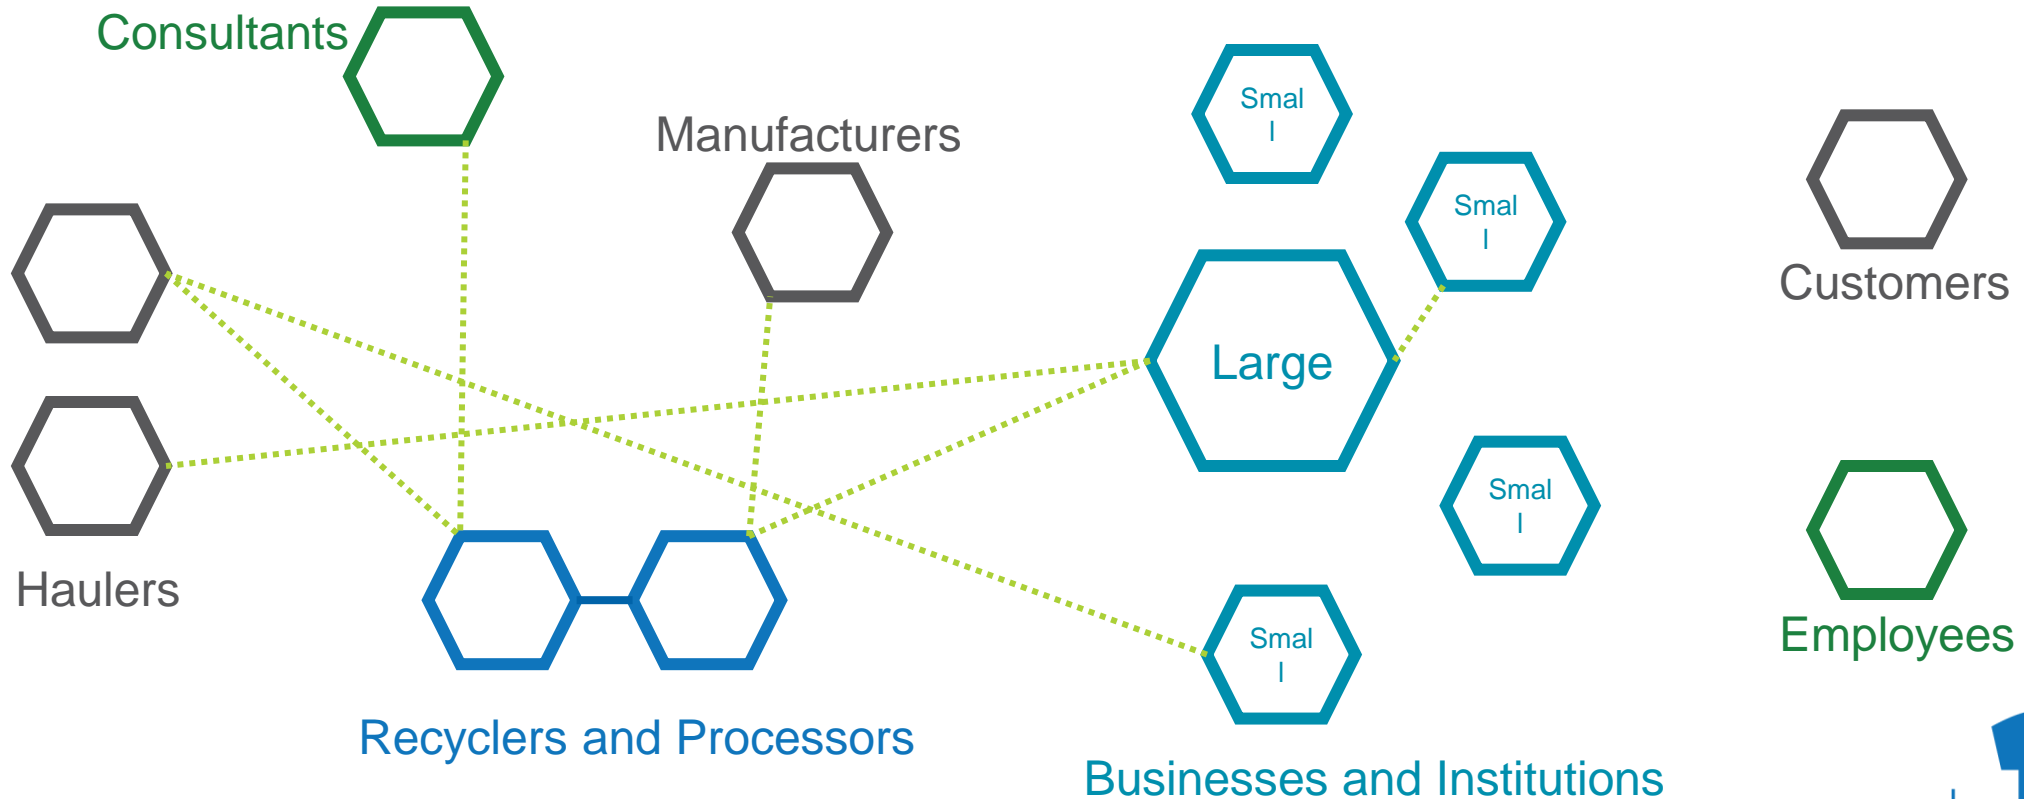 Consultants
Manufacturers
Smal
l
Smal
l
Customers
Large
Smal
l
Haulers
Smal
l
Employees
Recyclers and Processors
Businesses and Institutions